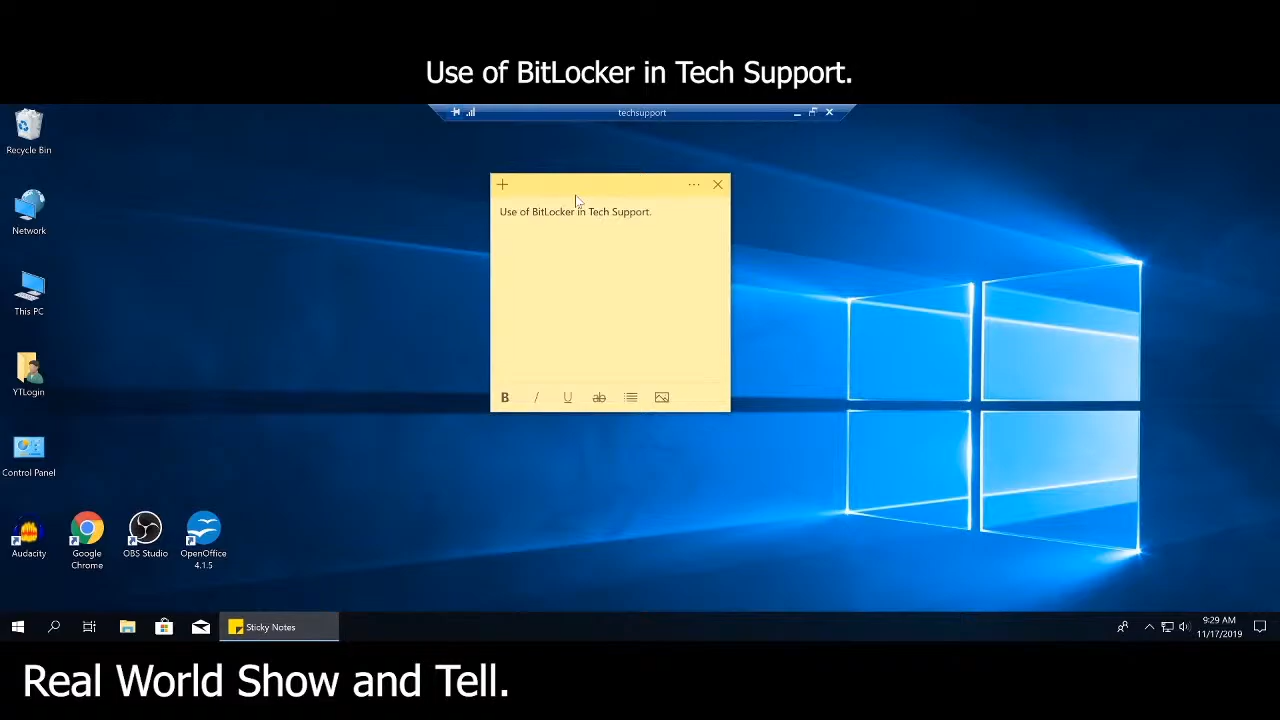 Use of BitLocker in Tech Support.
techsupport
Recycle Bin
Use of BitLocker in Tech Support.
Network
This PC
YTLogin
B I U ab
Control Panel
Audacity
Google
Chrome
OBS Studio
OpenOffice
4.1.5
Sticky Notes
9:29 AM
11/17/2019
Real World Show and Tell.